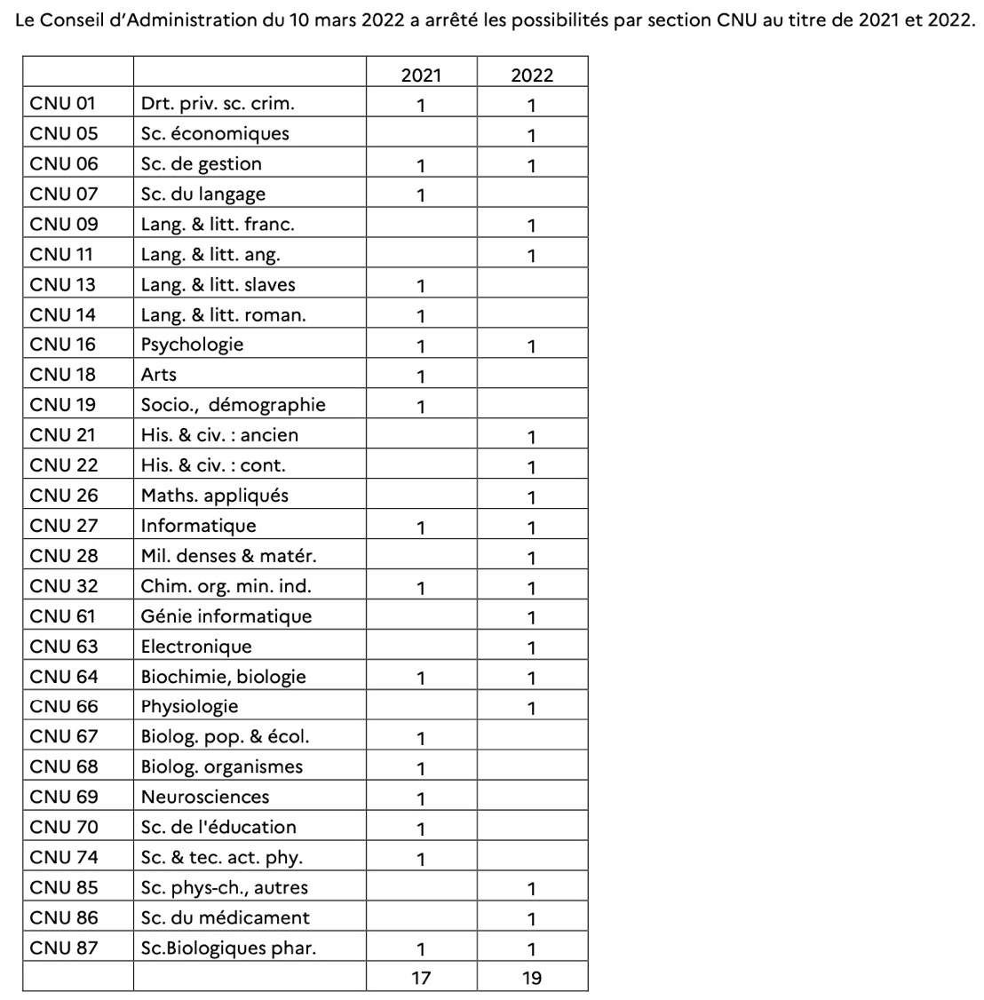 Le Conseil d’Administration du 10 mars 2022 a arrêté les possibilités par section CNU au titre de 2021 et 2022.
2021 2022
CNU 01 Drt. priv. sc. crim. 1 1
CNU 05 Sc. économiques 1
CNU 06 Sc. de gestion 1 1
CNU 07 Sc. du langage 1
CNU 09 Lang. & litt. franc. 1
CNU 11 Lang. & litt. ang. 1
CNU 13 Lang. & litt. slaves 1
CNU 14 Lang. & litt. roman. 1
CNU 16 Psychologie 1 1
CNU 18 Arts 1
CNU 19 Socio., démographie 1
CNU 21 His. & civ. : ancien 1
CNU 22 His. & civ. : cont. 1
CNU 26 Maths. appliqués 1
CNU 27 Informatique 1 1
CNU 28 Mil. denses & matér. 1
CNU 32 Chim. org. min. ind. 1 1
CNU 61 Génie informatique 1
CNU 63 Electronique 1
CNU 64 Biochimie, biologie 1 1
CNU 66 Physiologie 1
CNU 67 Biolog. pop. & écol. 1
CNU 68 Biolog. organismes 1
CNU 69 Neurosciences 1
CNU 70 Sc. de l'éducation 1
CNU 74 Sc. & tec. act. phy. 1
CNU 85 Sc. phys-ch., autres 1
CNU 86 Sc. du médicament 1
CNU 87 Sc.Biologiques phar. 1 1
17 19